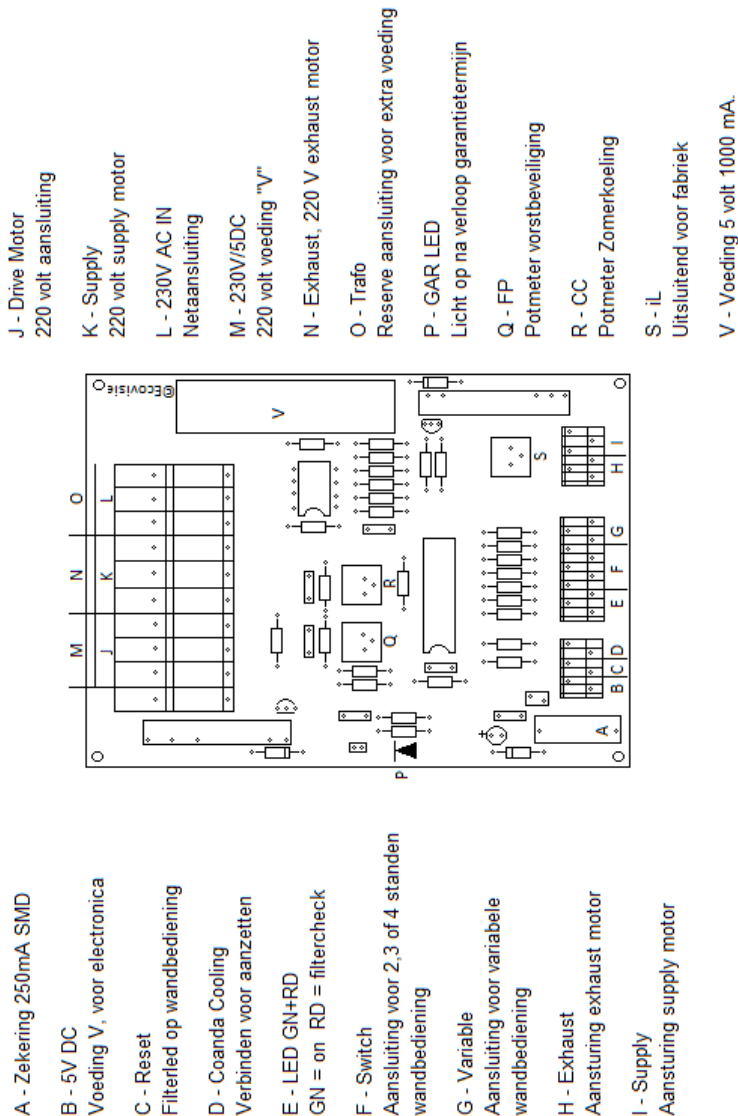 A - Zekering 250mA SMD
B - 5V DC
Voeding V, voor electronica
C - Reset
Filterled op wandbediening
D - Coanda Cooling
Verbinden voor aanzetten
E - LED GN+RD
GN = on RD = filtercheck
F - Switch
Aansluiting voor 2,3 of 4 standen
wandbediening
G - Variable
Aansluiting voor variabele
wandbediening
H - Exhaust
Aansturing exhaust motor
I - Supply
Aansturing supply motor
M N O
J K L
©Ecovisie
V
P
Q
R
S
A
B C D
E F G
H I
J - Drive Motor
220 volt aansluiting
K - Supply
220 volt supply motor
L - 230V AC IN
Netaansluiting
M - 230V/5DC
220 volt voeding "V"
N - Exhaust, 220 V exhaust motor
O - Trafo
Reserve aansluiting voor extra voeding
P - GAR LED
Licht op na verloop garantietermijn
Q - FP
Potmeter vorstbeveiliging
R - CC
Potmeter Zomerkoeling
S - iL
Uitsluitend voor fabriek
V - Voeding 5 volt 1000 mA.